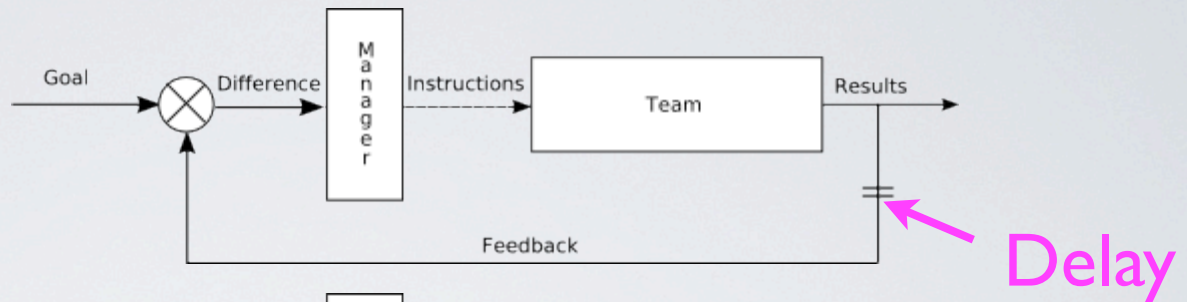 Goal
Difference
Manager
Instructions
Team
Results
Feedback
Delay